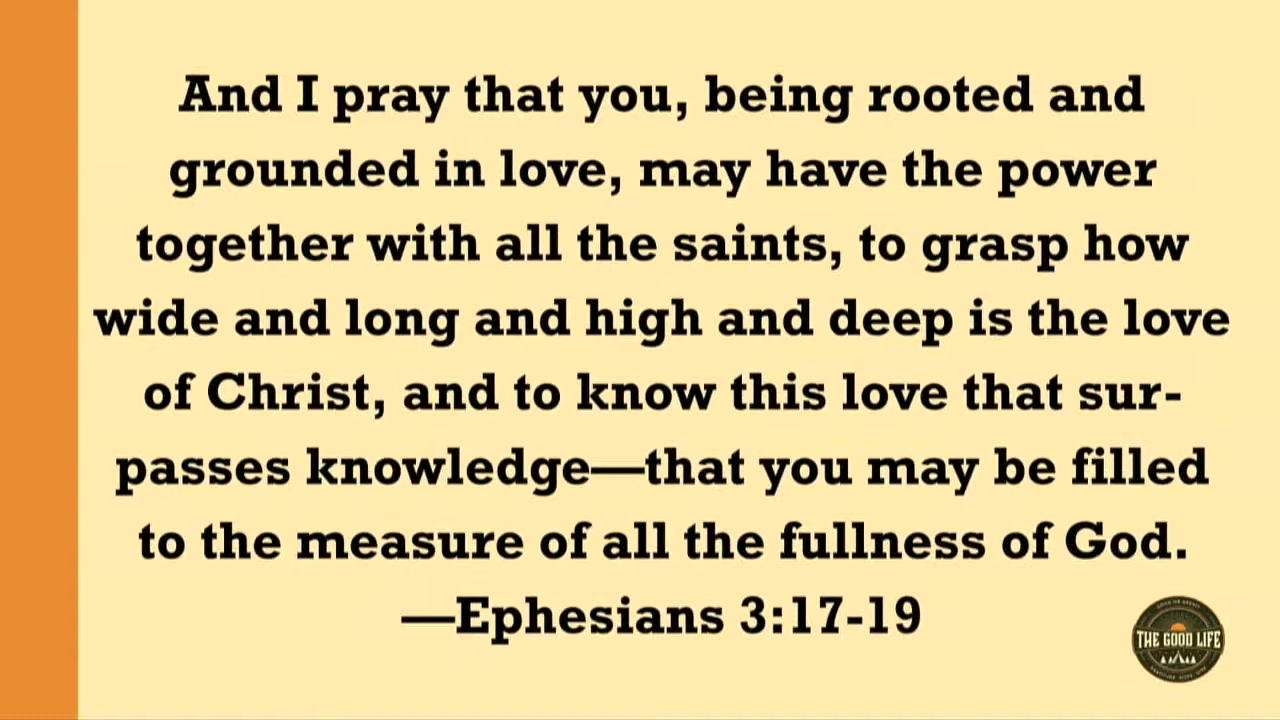 And I pray that you, being rooted and
grounded in love, may have the power
together with all the saints, to grasp how
wide and long and high and deep is the love
of Christ, and to know this love that sur-
passes knowledge—that you may be filled
to the measure of all the fullness of God.
—Ephesians 3:17-19
THE GOOD LIFE